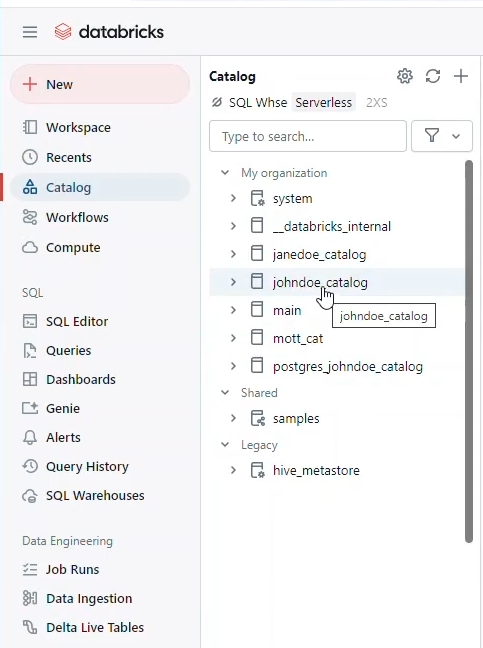 databricks
New
Workspace
Recents
Catalog
Workflows
Compute
SQL
SQL Editor
Queries
Dashboards
Genie
Alerts
Query History
SQL Warehouses
Data Engineering
Job Runs
Data Ingestion
Delta Live Tables
Catalog
SQL Whse Serverless 2XS
Type to search...
My organization
system
__databricks_internal
janedoe_catalog
johndoe_catalog
johndoe_catalog
main
mott_cat
postgres_johndoe_catalog
Shared
samples
Legacy
hive_metastore